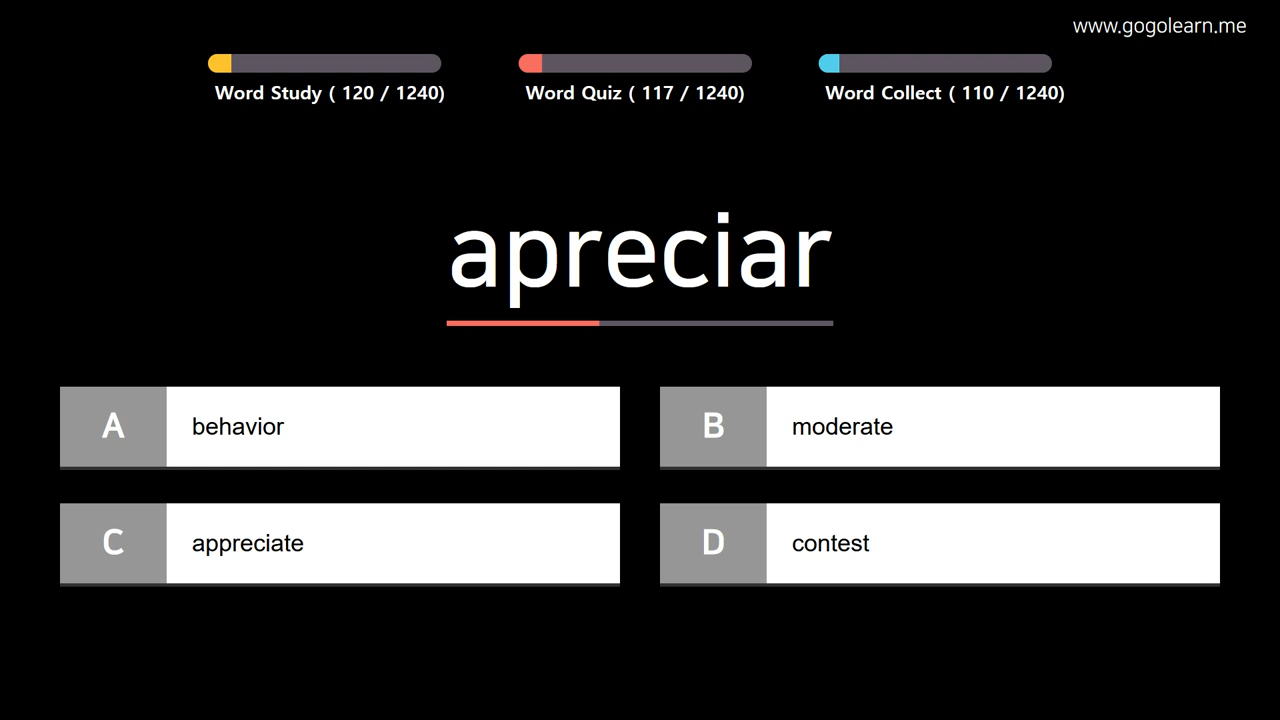 www.gogolearn.me
Word Study ( 120 / 1240)
Word Quiz ( 117 / 1240)
Word Collect ( 110 / 1240)
apreciar
A
behavior
B
moderate
C
appreciate
D
contest